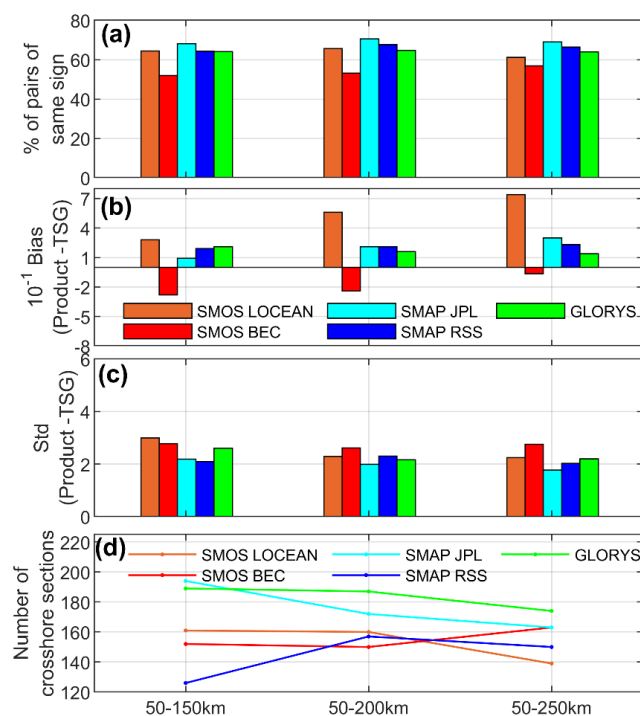 (a)
% of pairs of
same sign
80
60
40
20
0
(b)
10⁻¹ Bias
(Product -TSG)
7
4
1
-2
-5
-8
SMOS LOCEAN
SMAP JPL
GLORYS
SMOS BEC
SMAP RSS
(c)
Std
(Product -TSG)
6
4
2
0
(d)
Number of
crosshore sections
220
200
180
160
140
120
SMOS LOCEAN
SMAP JPL
GLORYS
SMOS BEC
SMAP RSS
50-150km
50-200km
50-250km